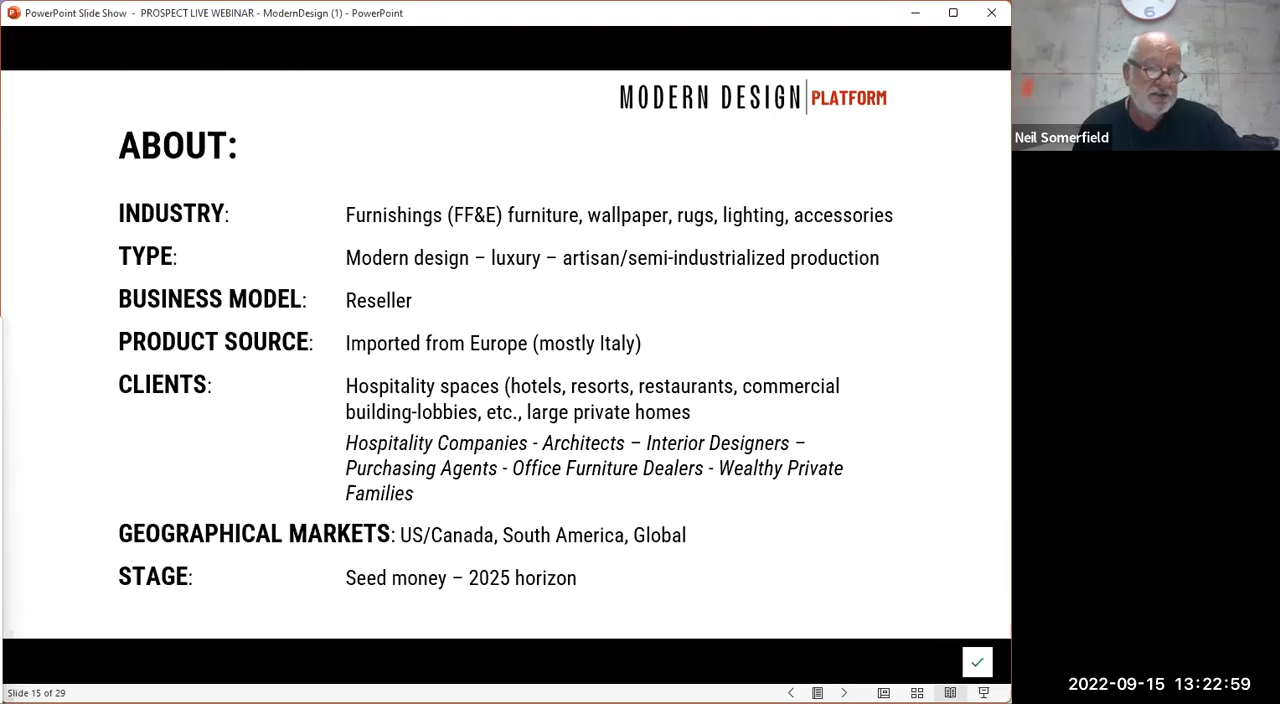 PowerPoint Slide Show - PROSPECT LIVE WEBINAR - ModernDesign (1) - PowerPoint
MODERN DESIGN PLATFORM
ABOUT:
INDUSTRY: Furnishings (FF&E) furniture, wallpaper, rugs, lighting, accessories
TYPE: Modern design – luxury – artisan/semi-industrialized production
BUSINESS MODEL: Reseller
PRODUCT SOURCE: Imported from Europe (mostly Italy)
CLIENTS: Hospitality spaces (hotels, resorts, restaurants, commercial
building-lobbies, etc., large private homes
Hospitality Companies - Architects – Interior Designers –
Purchasing Agents - Office Furniture Dealers - Wealthy Private
Families
GEOGRAPHICAL MARKETS: US/Canada, South America, Global
STAGE: Seed money – 2025 horizon
Slide 15 of 29
6
Neil Somerfield
2022-09-15 13:22:59